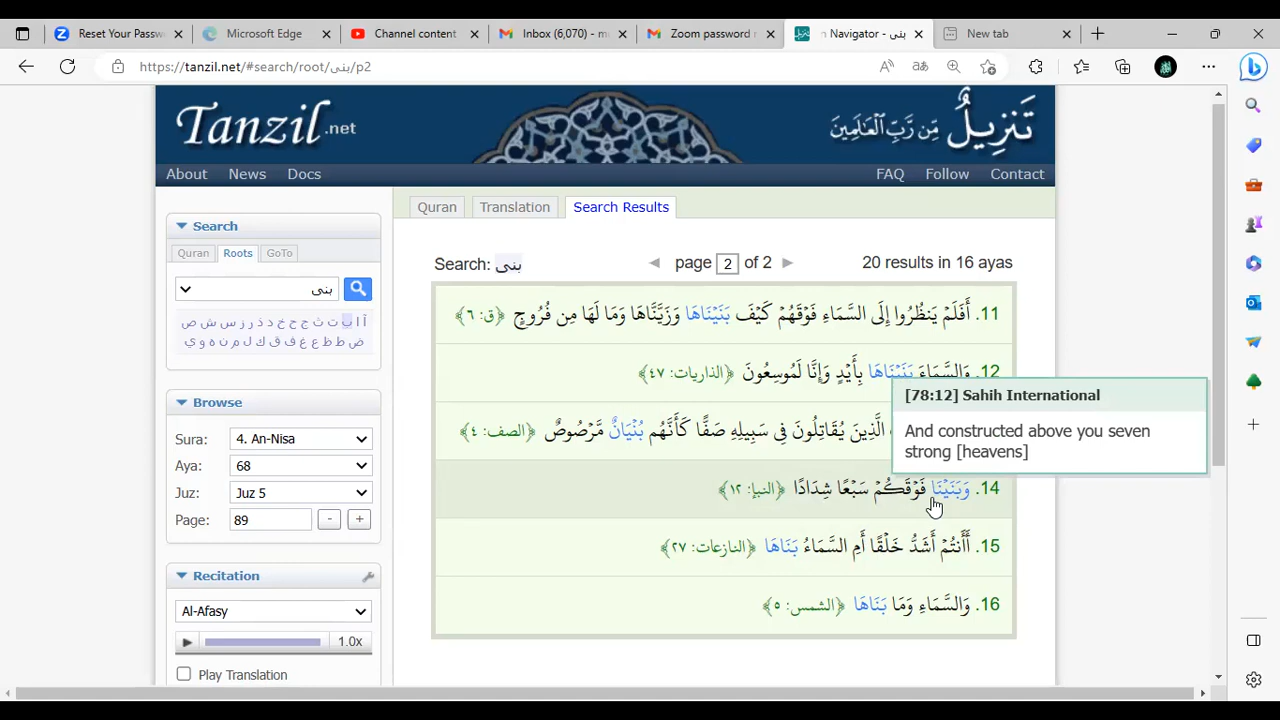 Reset Your Passw
Microsoft Edge
Channel content
Inbox (6,070) - m
Zoom password r
n Navigator - بنى
New tab
https://tanzil.net/#search/root/بنى/p2
Tanzil.net
تَنزِيلٌ مِّن رَّبِّ الْعَالَمِينَ
About News Docs
FAQ Follow Contact
Search
Quran Roots GoTo
بنى
آ ا ب ت ث ج ح خ د ذ ر ز س ش ص
ض ط ظ ع غ ف ق ك ل م ن ه و ي
Browse
Sura: 4. An-Nisa
Aya: 68
Juz: Juz 5
Page: 89 - +
Recitation
Al-Afasy
1.0x
Play Translation
Quran Translation Search Results
Search: بنى
page 2 of 2
20 results in 16 ayas
11. أَفَلَمْ يَنظُرُوا إِلَى السَّمَاءِ فَوْقَهُمْ كَيْفَ بَنَيْنَاهَا وَزَيَّنَّاهَا وَمَا لَهَا مِن فُرُوجٍ ﴿ق: ٦﴾
12. وَالسَّمَاءَ بَنَيْنَاهَا بِأَيْدٍ وَإِنَّا لَمُوسِعُونَ ﴿الذاريات: ٤٧﴾
الَّذِينَ يُقَاتِلُونَ فِي سَبِيلِهِ صَفًّا كَأَنَّهُم بُنْيَانٌ مَّرْصُوصٌ ﴿الصف: ٤﴾
[78:12] Sahih International
And constructed above you seven
strong [heavens]
14. وَبَنَيْنَا فَوْقَكُمْ سَبْعًا شِدَادًا ﴿النبإ: ١٢﴾
15. أَأَنتُمْ أَشَدُّ خَلْقًا أَمِ السَّمَاءُ بَنَاهَا ﴿النازعات: ٢٧﴾
16. وَالسَّمَاءِ وَمَا بَنَاهَا ﴿الشمس: ٥﴾